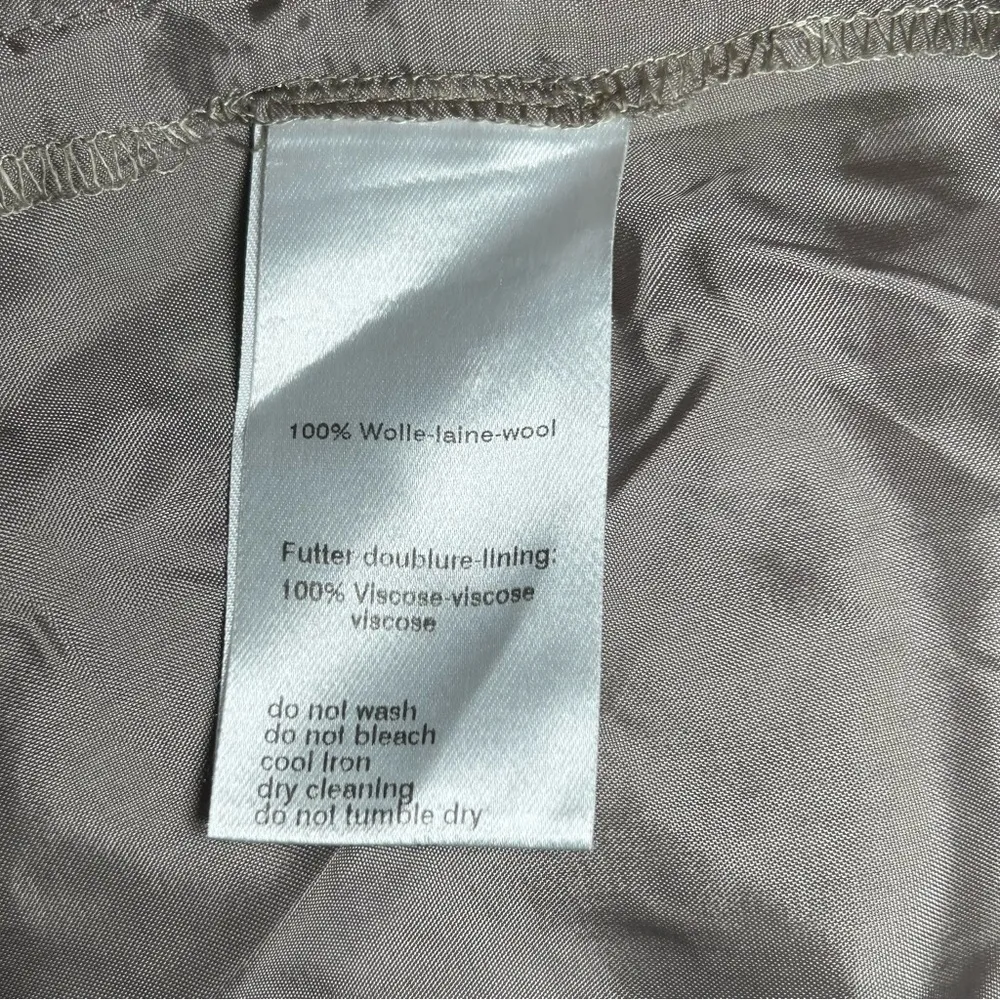 100% Wolle-laine-wool
Futter doublure-lining:
100% Viscose-viscose
viscose
do not wash
do not bleach
cool Iron
dry cleaning
do not tumble dry